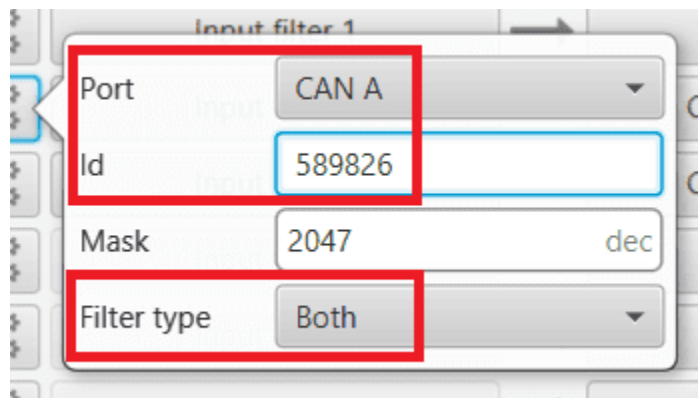 Input filter 1
Port CAN A
Id 589826
Mask 2047 dec
Filter type Both